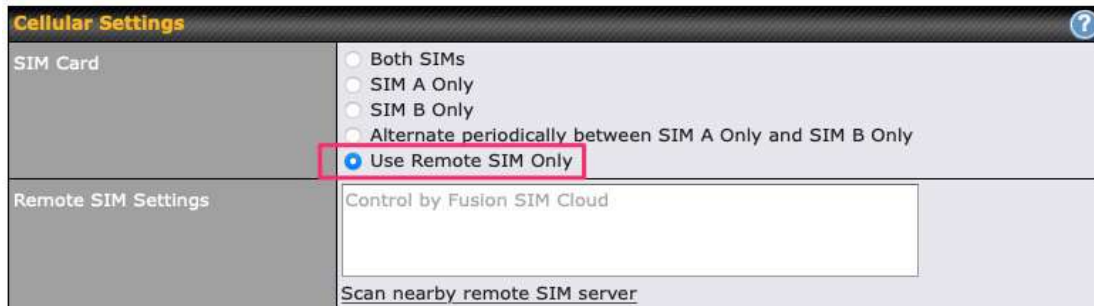 Cellular Settings
?
SIM Card
Both SIMs
SIM A Only
SIM B Only
Alternate periodically between SIM A Only and SIM B Only
Use Remote SIM Only
Remote SIM Settings
Control by Fusion SIM Cloud
Scan nearby remote SIM server